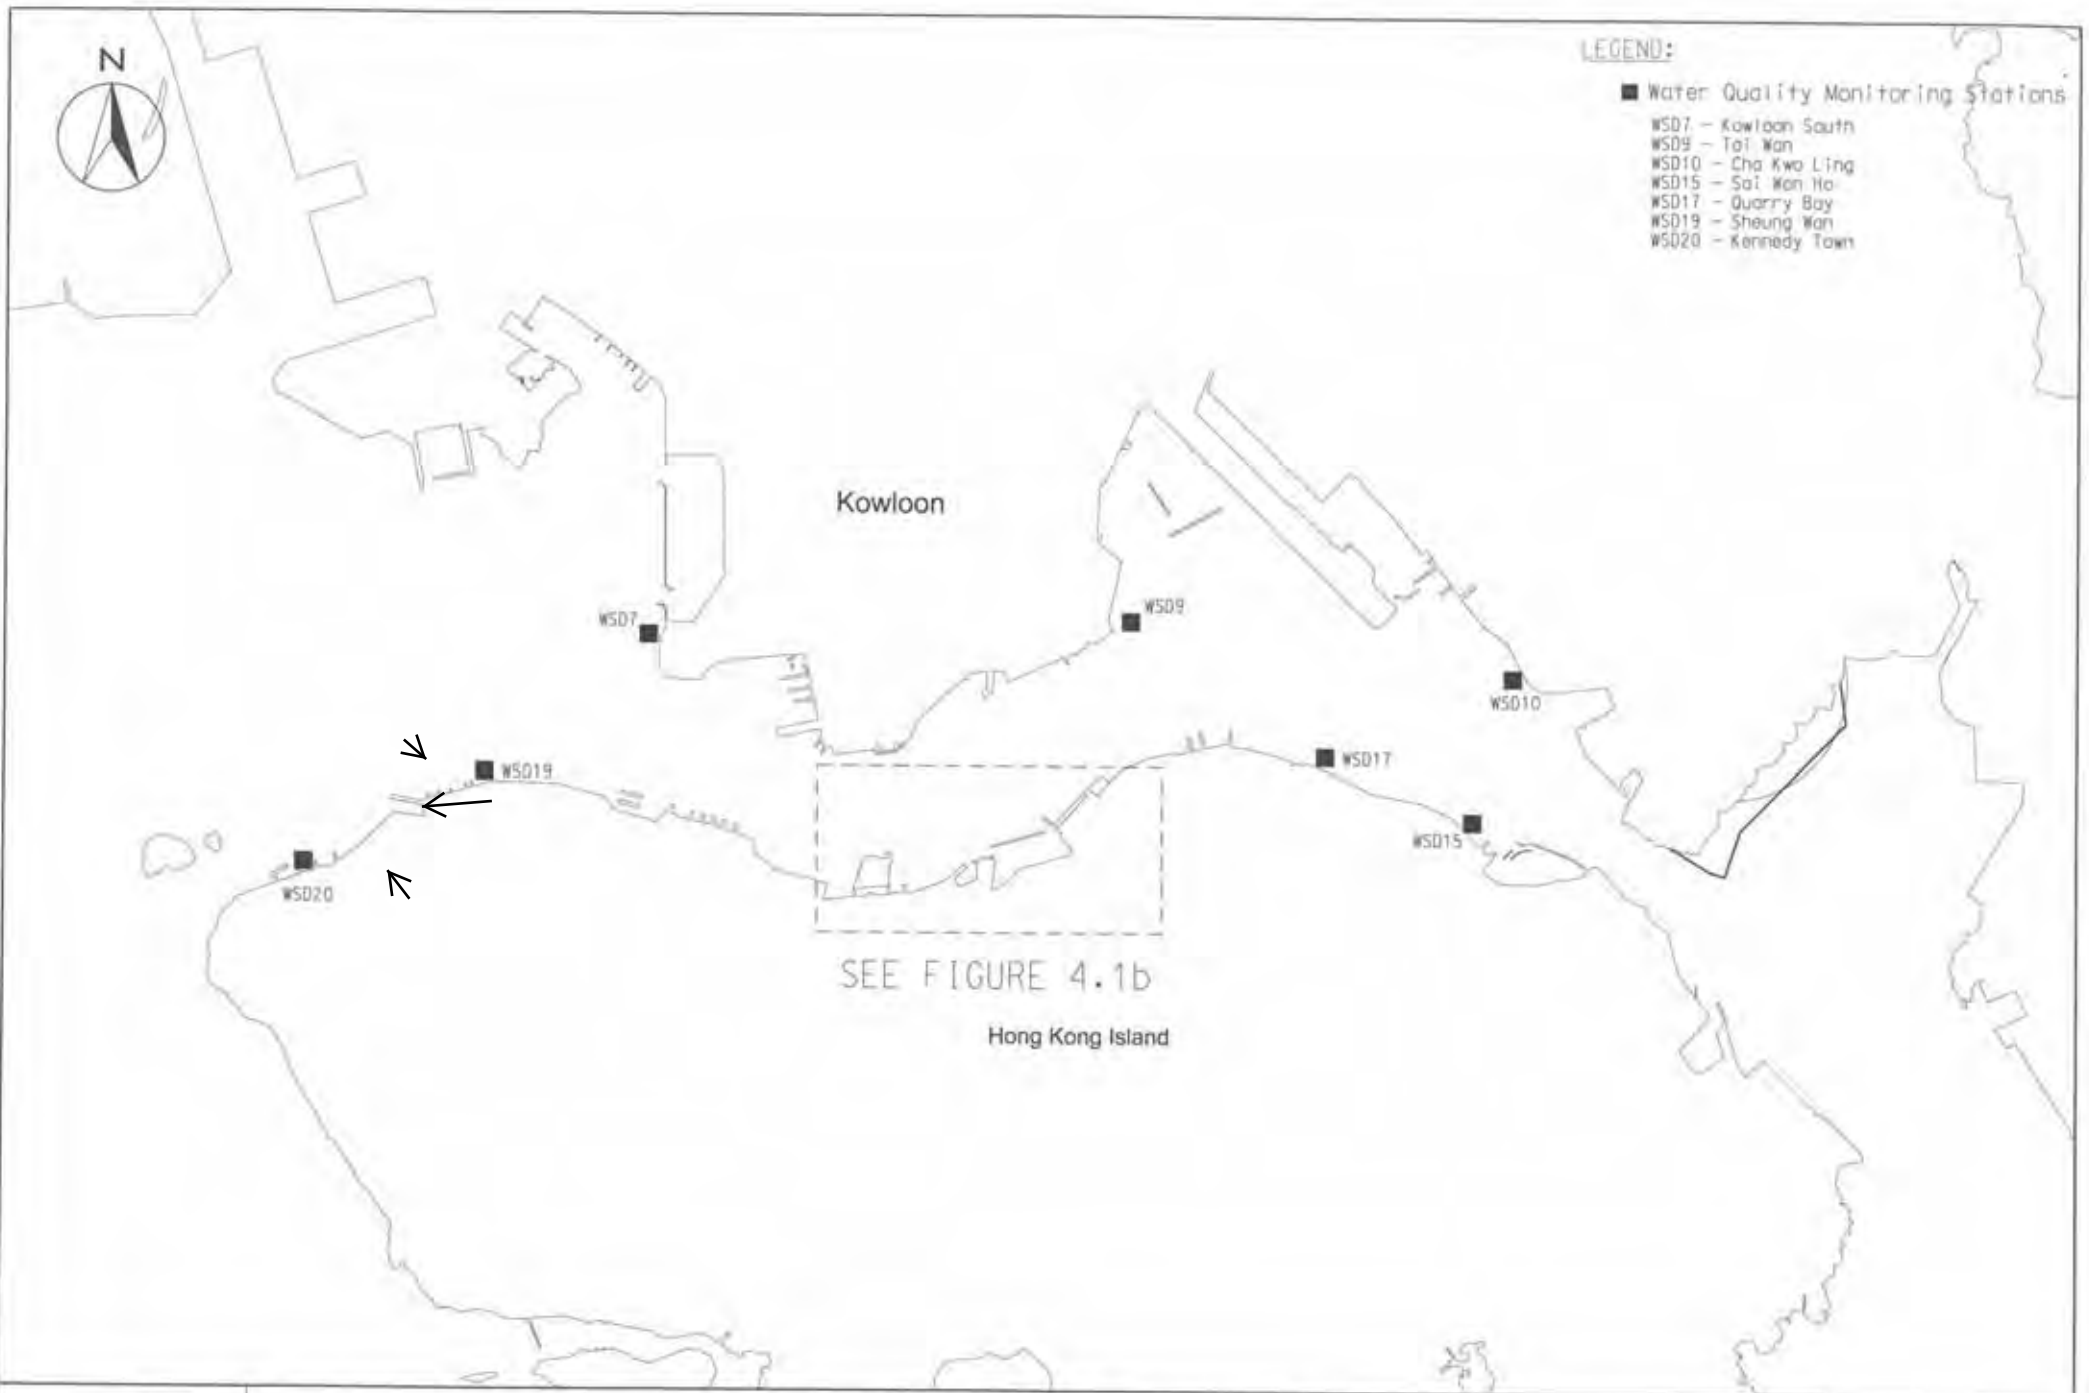 N
LEGEND:
Water Quality Monitoring Stations
WSD7 - Kowloon South
WSD9 - Tai Wan
WSD10 - Cha Kwo Ling
WSD15 - Sai Wan Ho
WSD17 - Quarry Bay
WSD19 - Sheung Wan
WSD20 - Kennedy Town
Kowloon
WSD7
WSD9
WSD10
WSD19
WSD17
WSD15
WSD20
SEE FIGURE 4.1b
Hong Kong Island